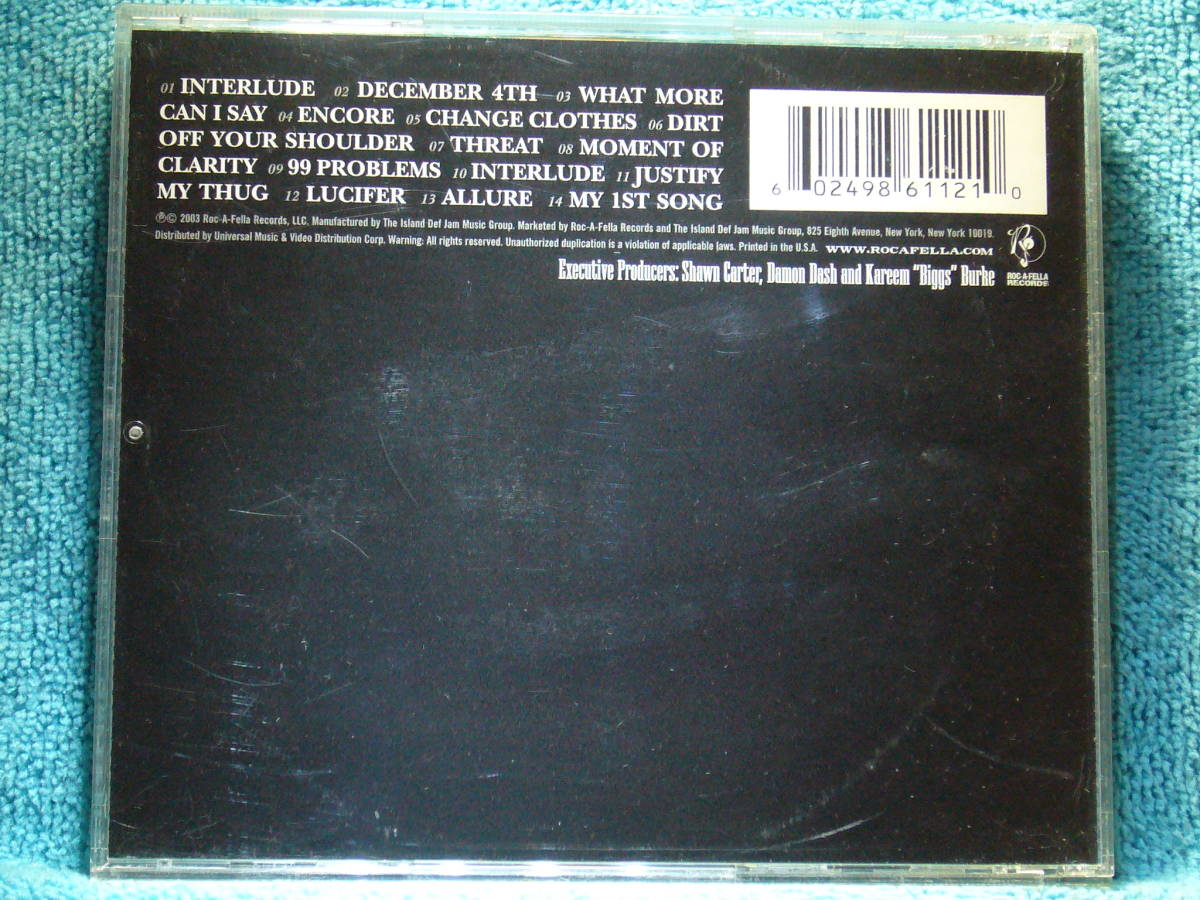 01 INTERLUDE 02 DECEMBER 4TH 03 WHAT MORE
CAN I SAY 04 ENCORE 05 CHANGE CLOTHES 06 DIRT
OFF YOUR SHOULDER 07 THREAT 08 MOMENT OF
CLARITY 09 99 PROBLEMS 10 INTERLUDE 11 JUSTIFY
MY THUG 12 LUCIFER 13 ALLURE 14 MY 1ST SONG
6 02498 61121 0
℗© 2003 Roc-A-Fella Records, LLC. Manufactured by The Island Def Jam Music Group. Marketed by Roc-A-Fella Records and The Island Def Jam Music Group, 825 Eighth Avenue, New York, New York 10019.
Distributed by Universal Music & Video Distribution Corp. Warning: All rights reserved. Unauthorized duplication is a violation of applicable laws. Printed in the U.S.A. WWW.ROCAFELLA.COM
Executive Producers: Shawn Carter, Damon Dash and Kareem "Biggs" Burke
ROC-A-FELLA
RECORDS